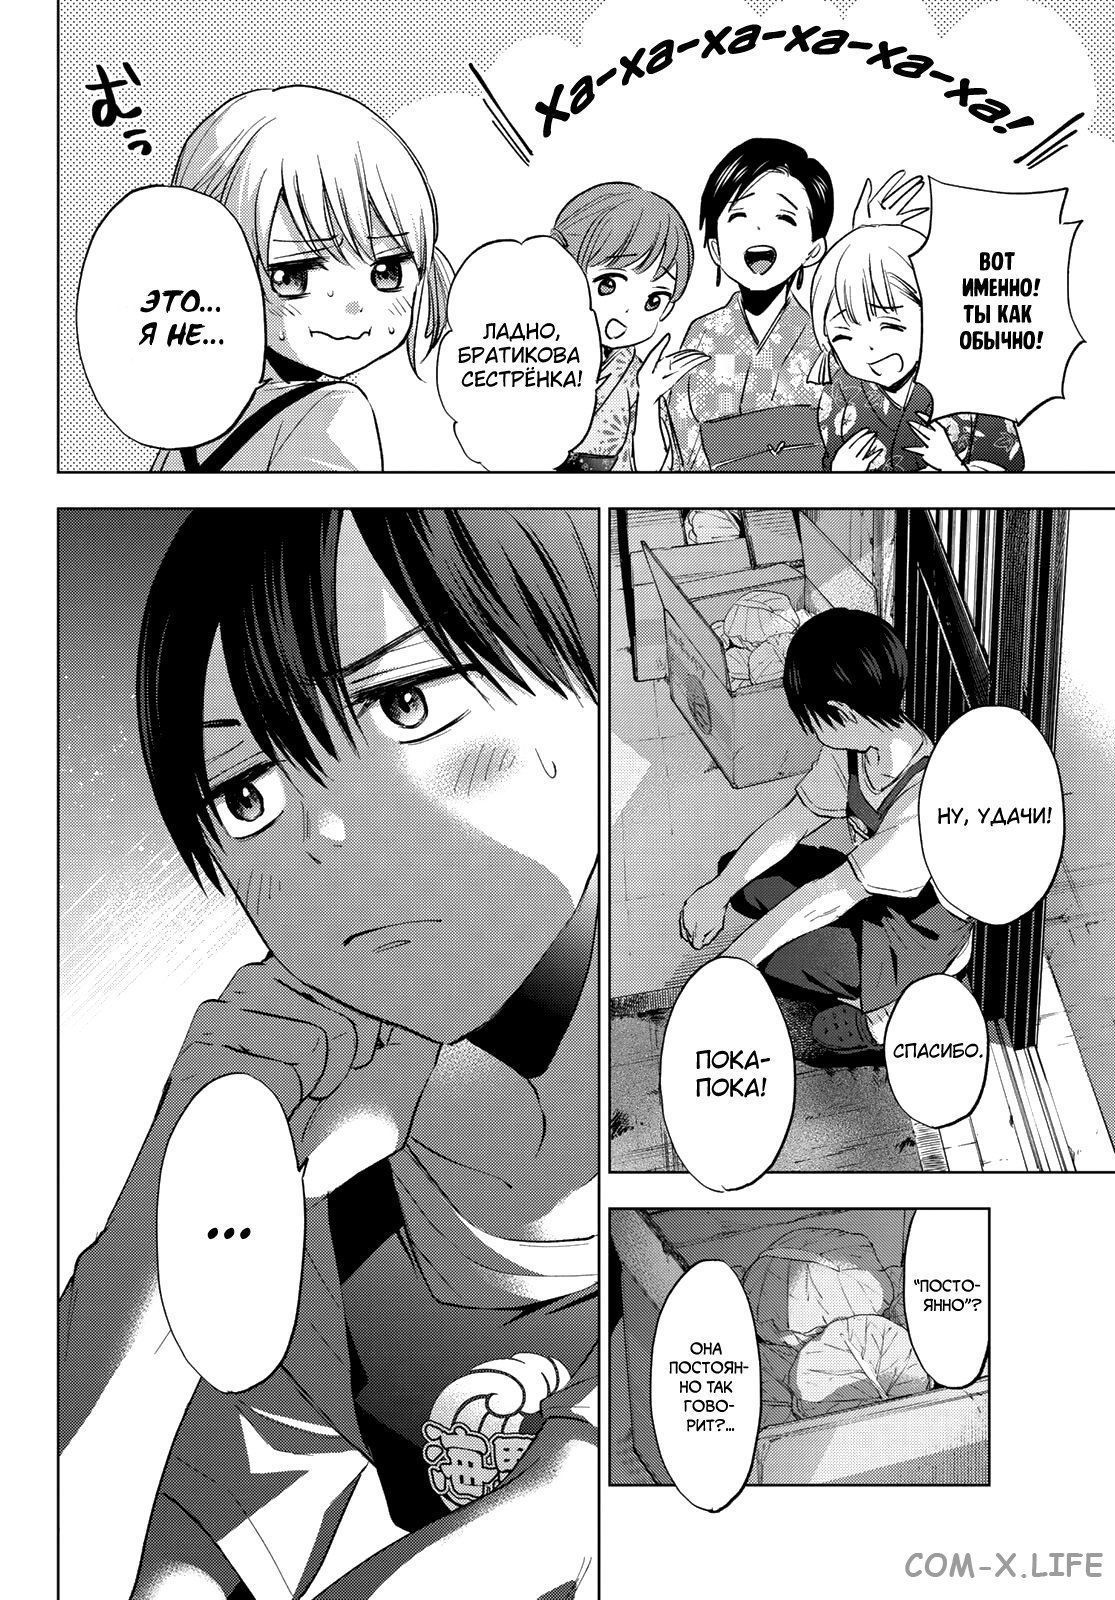 Ха-ха-ха-ха-ха-ха!
ВОТ
ИМЕННО!
ТЫ КАК
ОБЫЧНО!
ЛАДНО,
БРАТИКОВА
СЕСТРЁНКА!
むぅ
ЭТО...
Я НЕ...
НУ, УДАЧИ!
СПАСИБО.
ПОКА-
ПОКА!
“ПОСТО-
ЯННО”?
ОНА
ПОСТОЯН-
НО ТАК
ГОВО-
РИТ?...
...
COM-X.LIFE